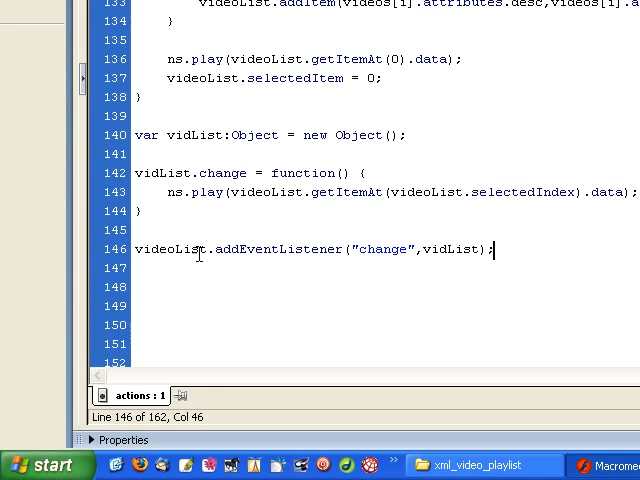 133 videoList.addItem(videos[i].attributes.desc,videos[i].a
134 }
135
136 ns.play(videoList.getItemAt(0).data);
137 videoList.selectedItem = 0;
138 }
139
140 var vidList:Object = new Object();
141
142 vidList.change = function() {
143 ns.play(videoList.getItemAt(videoList.selectedIndex).data);
144 }
145
146 videoList.addEventListener("change",vidList);
147
148
149
150
151
152
actions : 1
Line 146 of 162, Col 46
Properties
start
»
xml_video_playlist
Macromed